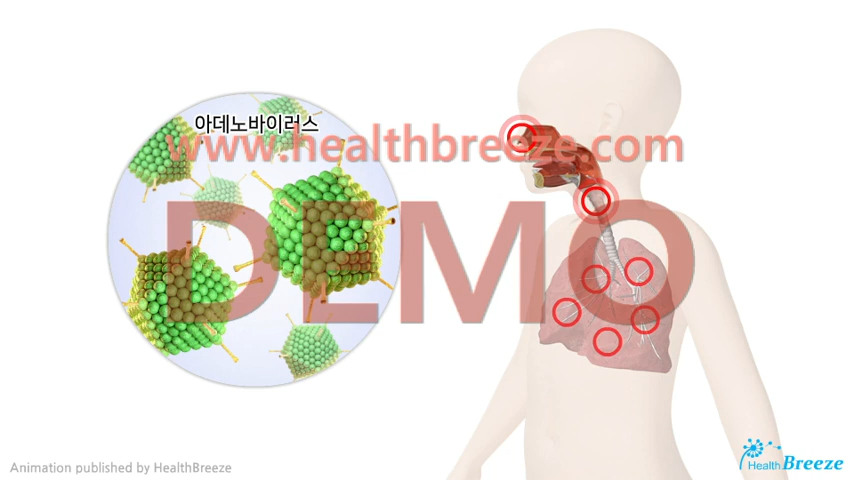 아데노바이러스
www.healthbreeze.com
DEMO
Animation published by HealthBreeze
Health Breeze